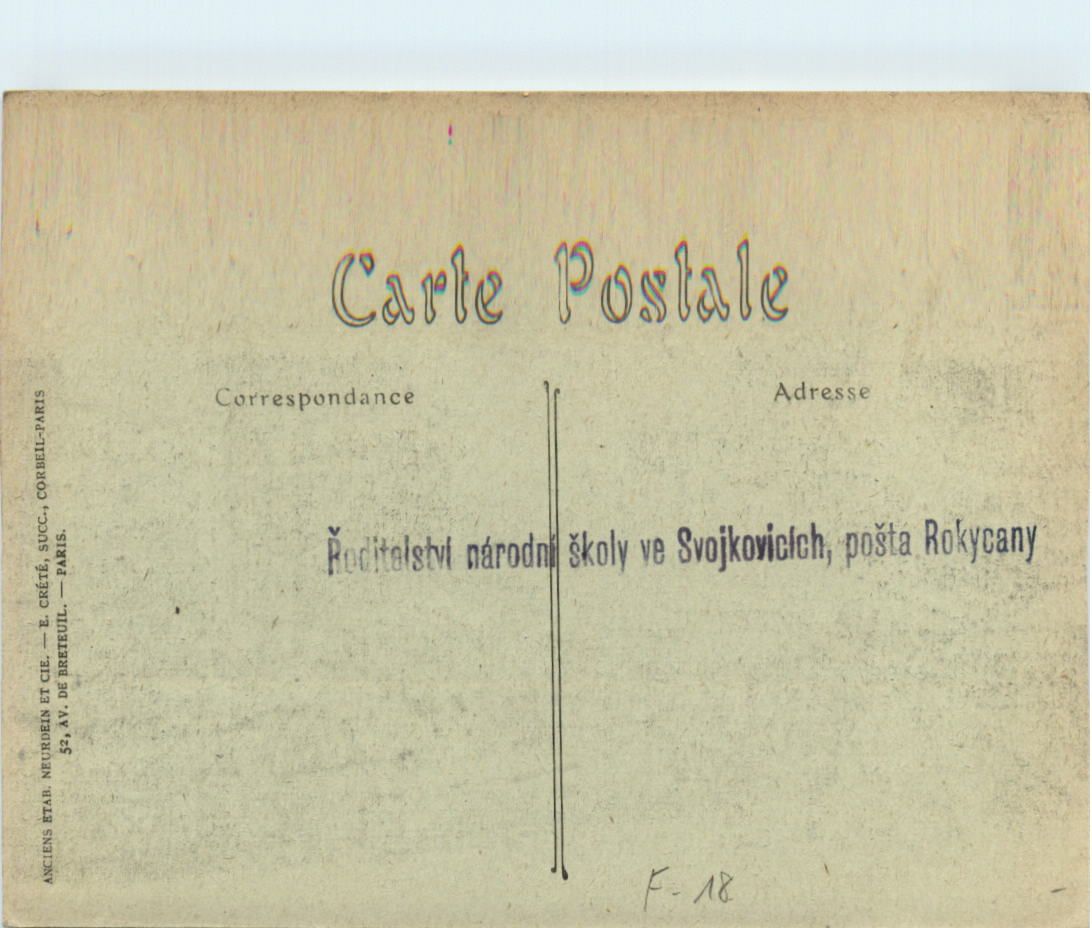 Carte Postale
Correspondance
Adresse
Ředitelství národní školy ve Svojkovicích, pošta Rokycany
ANCIENS ETAB. NEURDEIN ET CIE. — E. CRÉTÉ, SUCC., CORBEIL-PARIS
52, AV. DE BRETEUIL. — PARIS.
F - 18